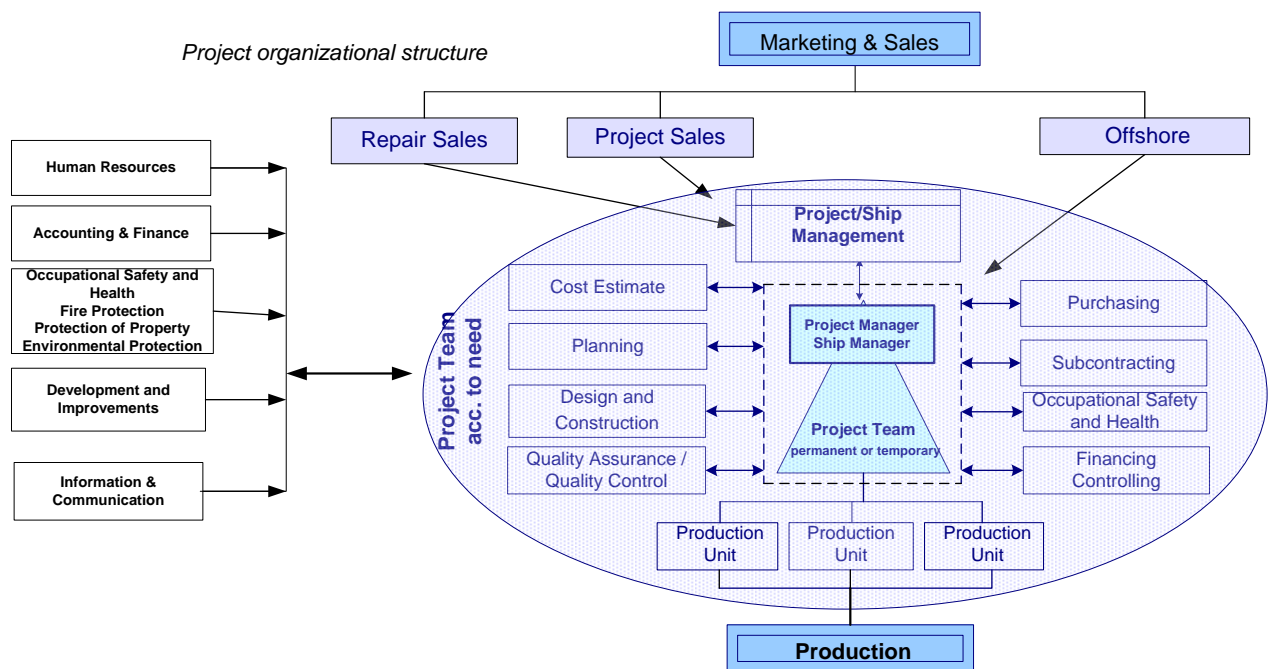 Project organizational structure
Marketing & Sales
Repair Sales
Project Sales
Offshore
Human Resources
Accounting & Finance
Occupational Safety and
Health
Fire Protection
Protection of Property
Environmental Protection
Development and
Improvements
Information &
Communication
Project Team
acc. to need
Project/Ship
Management
Cost Estimate
Planning
Design and
Construction
Quality Assurance /
Quality Control
Project Manager
Ship Manager
Project Team
permanent or temporary
Purchasing
Subcontracting
Occupational Safety
and Health
Financing
Controlling
Production
Unit
Production
Unit
Production
Unit
Production